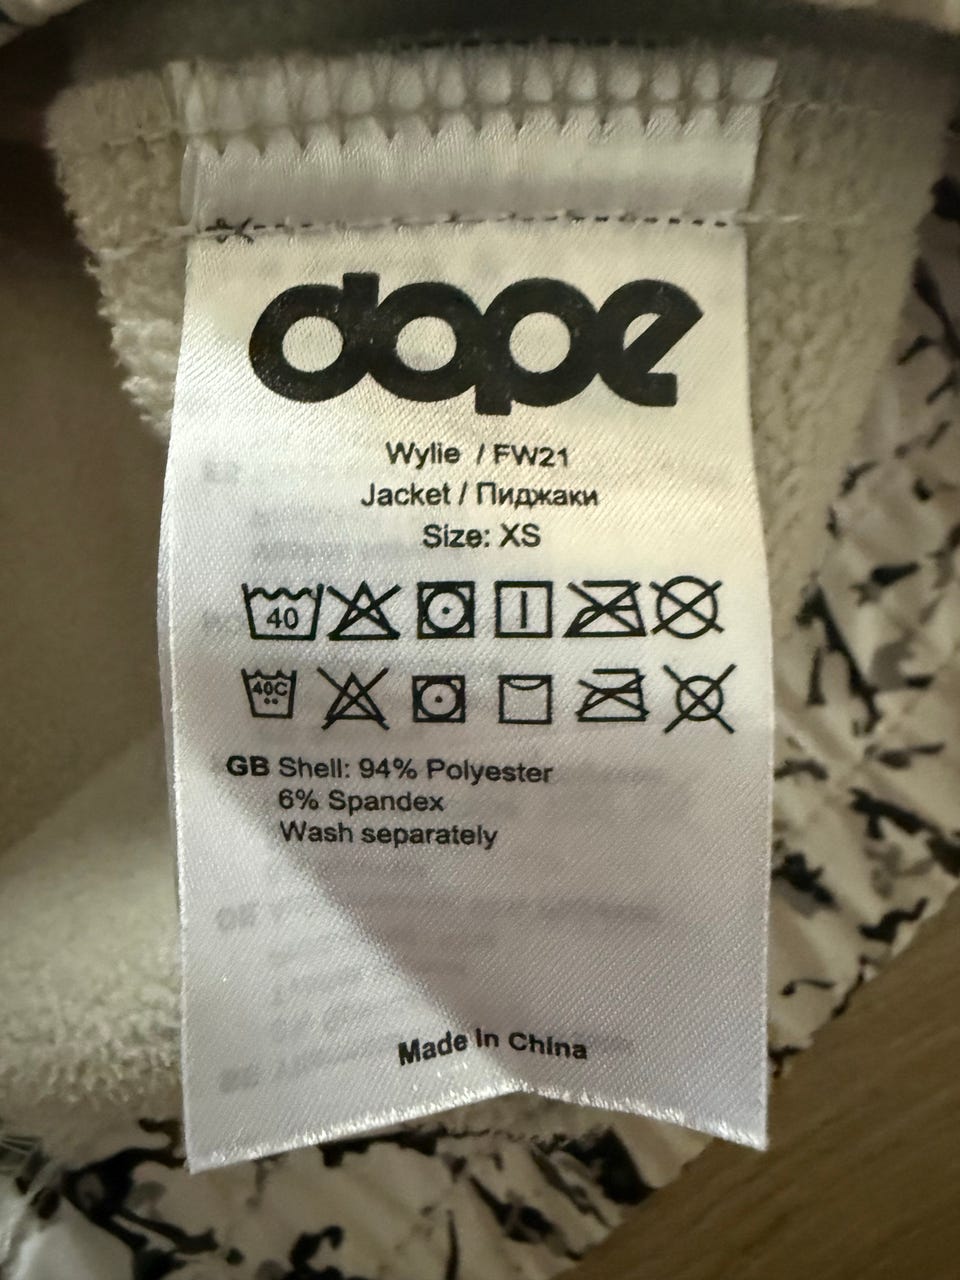 dope
Wylie / FW21
Jacket / Пиджаки
Size: XS
40
40C
GB Shell: 94% Polyester
6% Spandex
Wash separately
Made In China